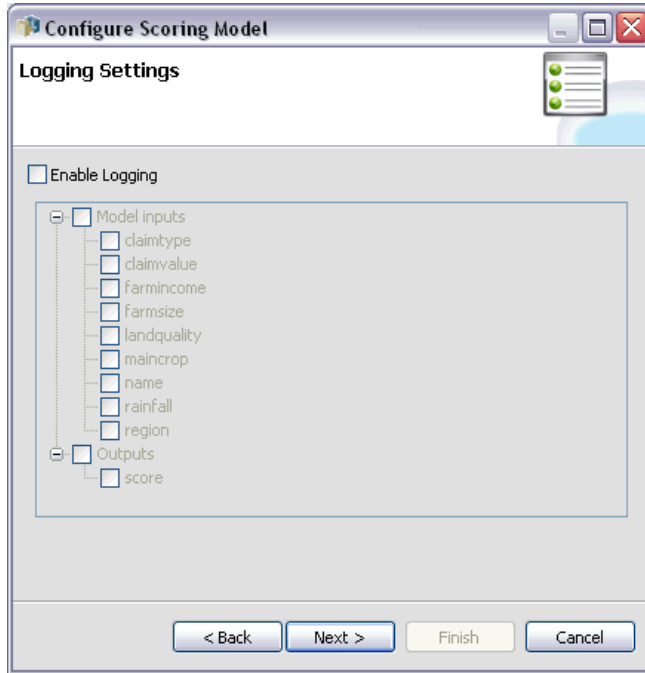 Configure Scoring Model
Logging Settings
Enable Logging
Model inputs
claimtype
claimvalue
farmincome
farmsize
landquality
maincrop
name
rainfall
region
Outputs
score
< Back Next > Finish Cancel